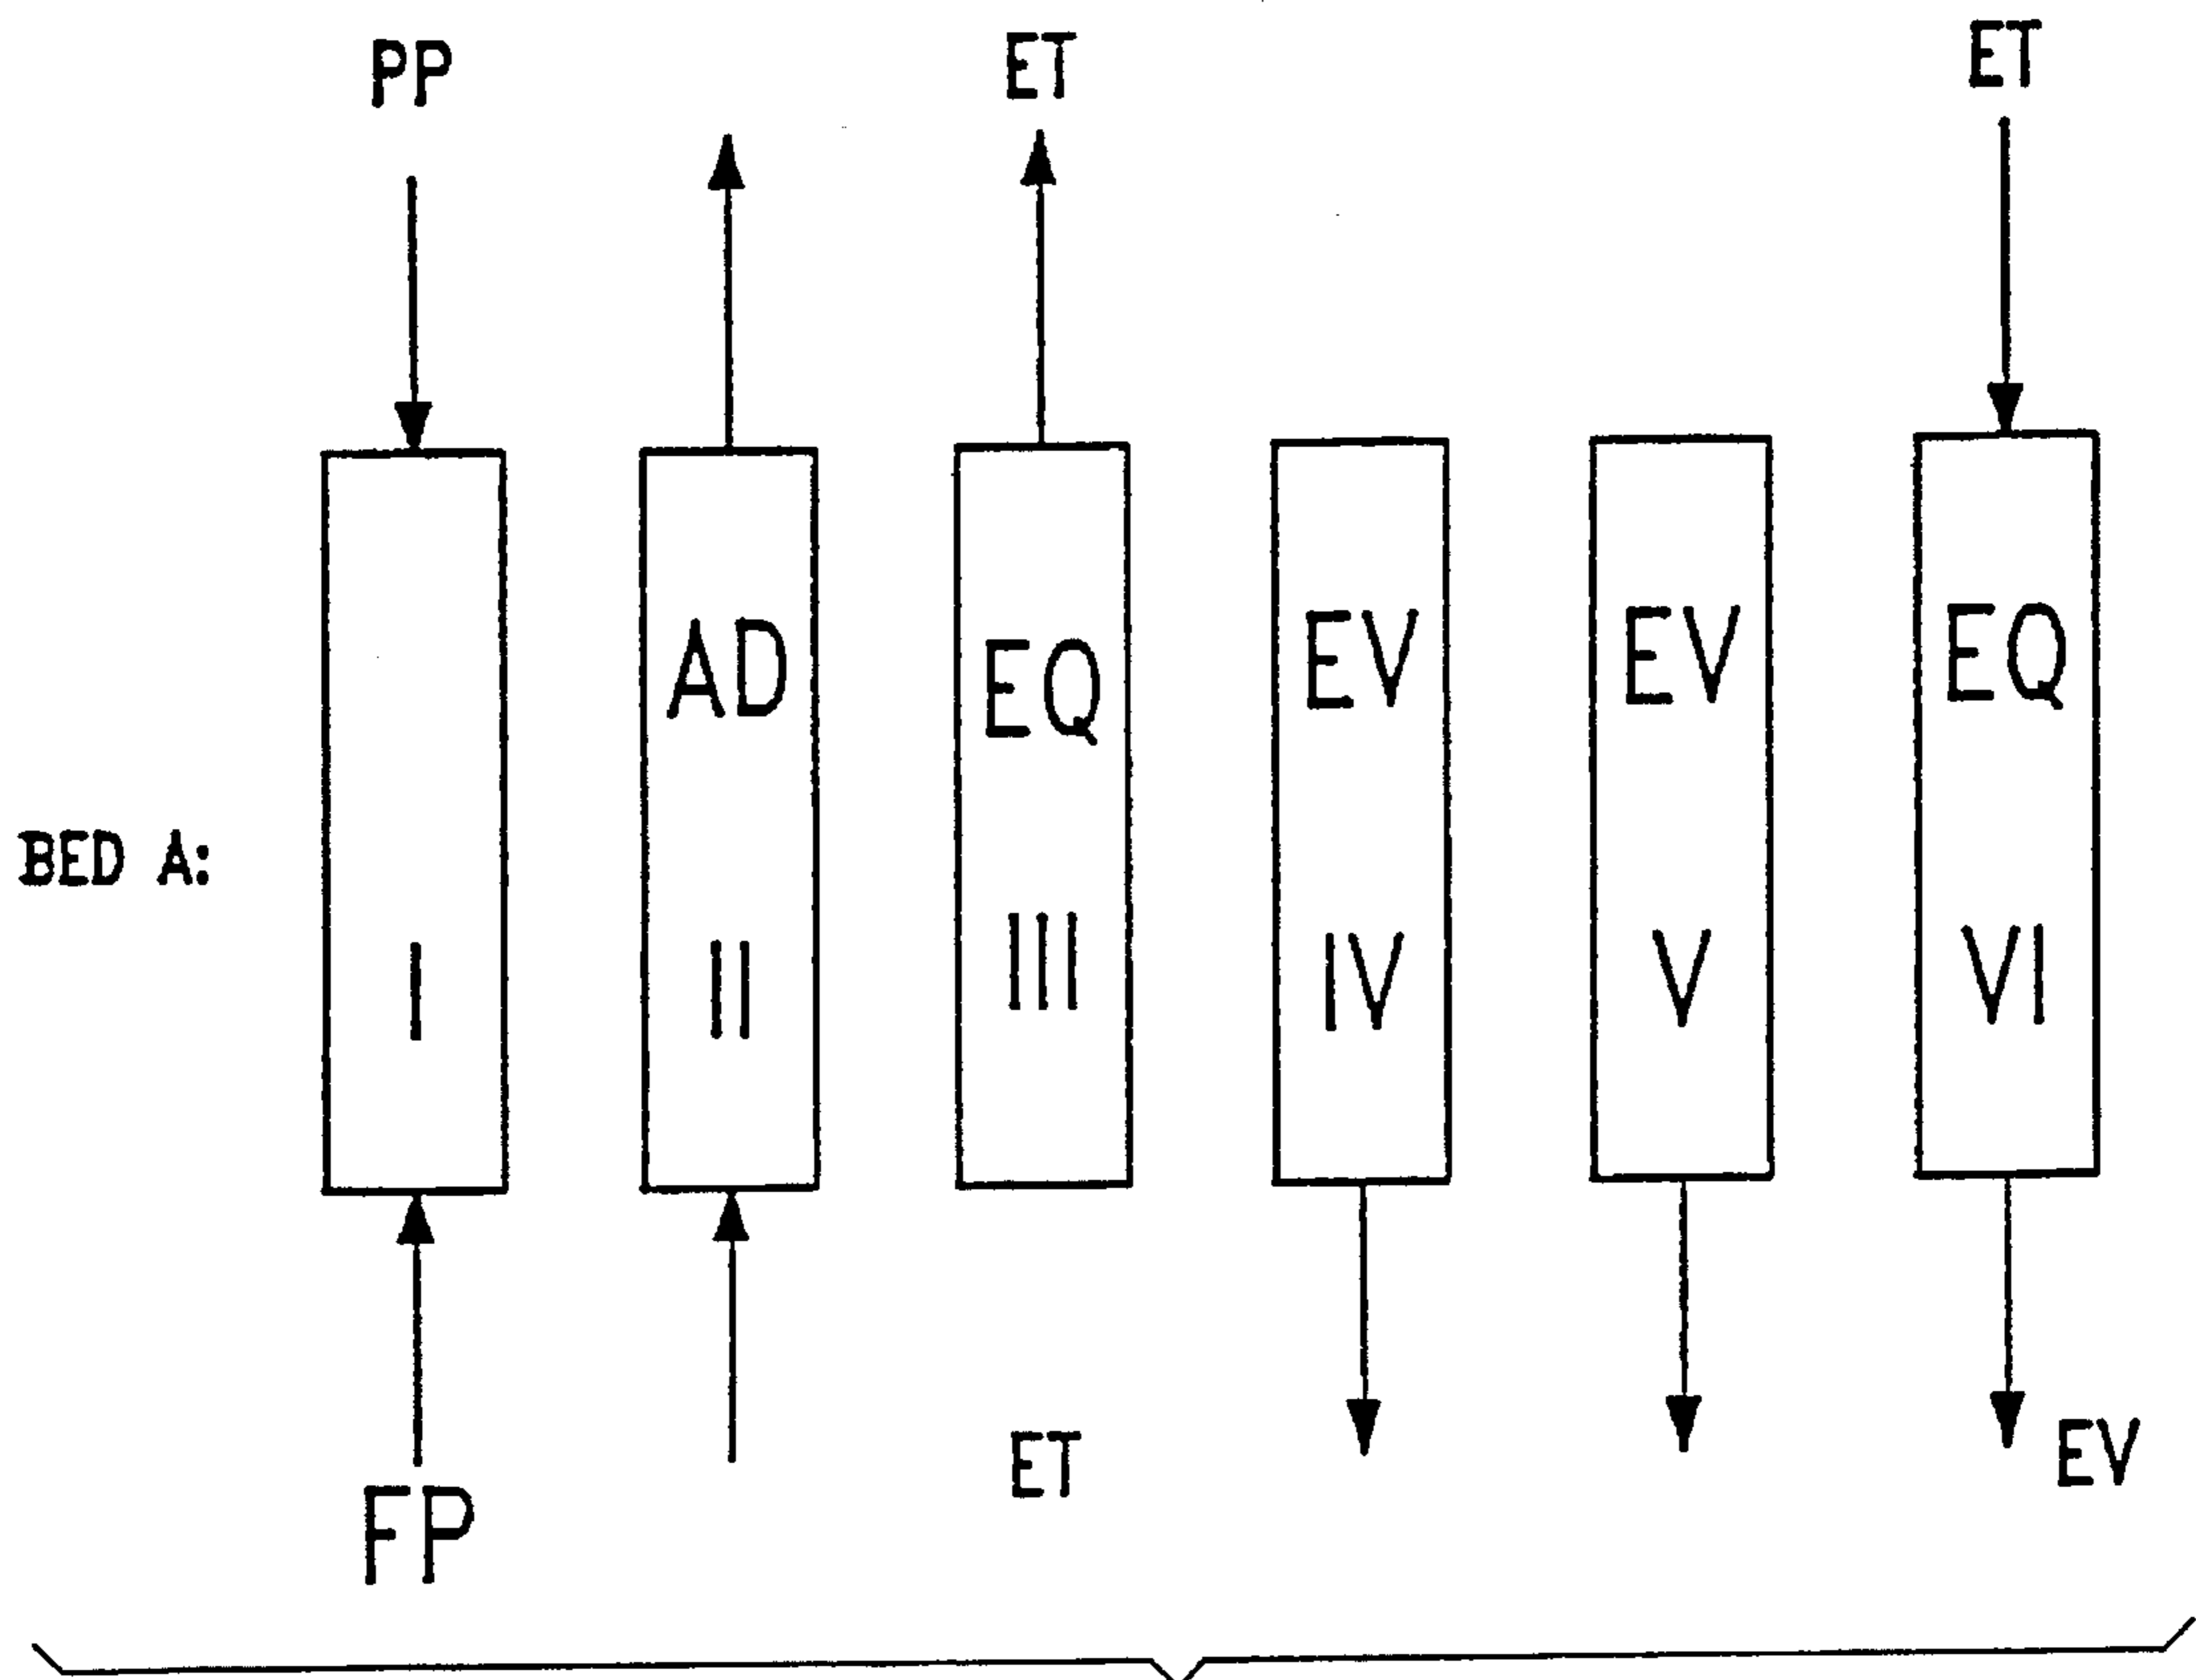 PP ET ET
AD EQ EV EV EQ
BED A:
I II III IV V VI
ET EV
FP